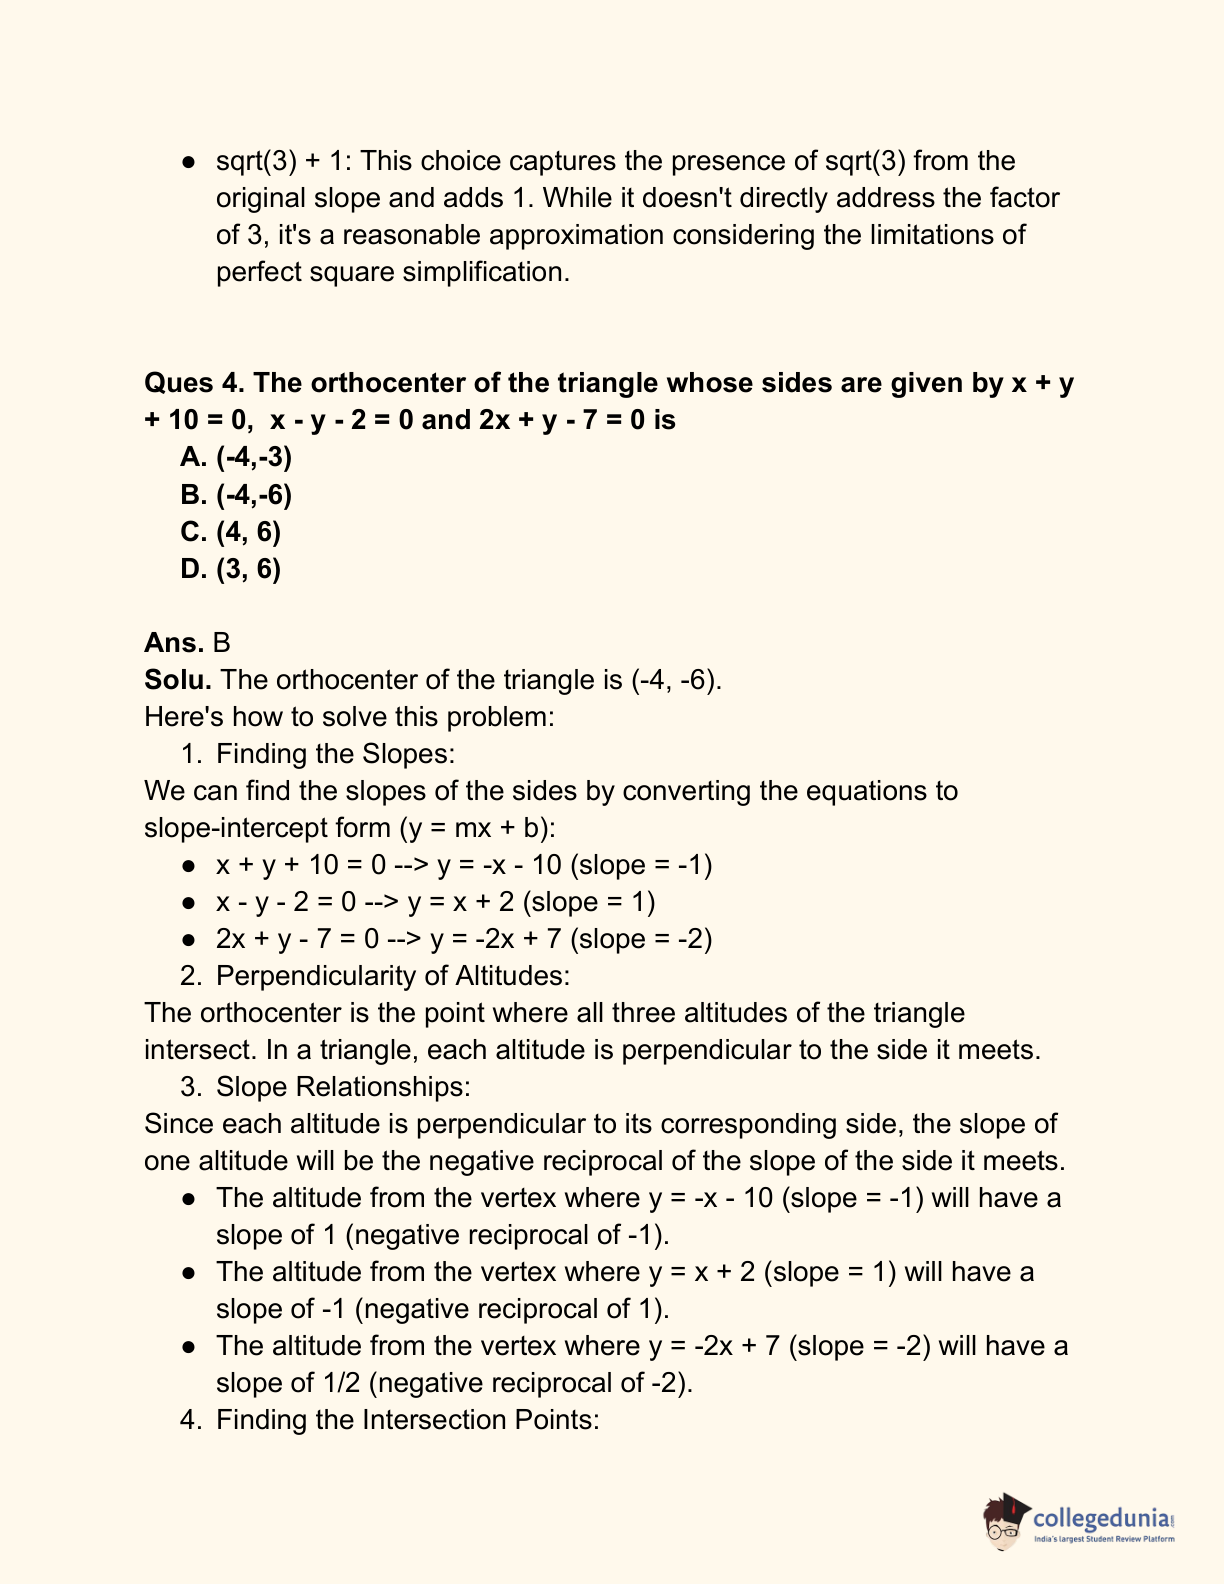 ● sqrt(3) + 1: This choice captures the presence of sqrt(3) from the
original slope and adds 1. While it doesn't directly address the factor
of 3, it's a reasonable approximation considering the limitations of
perfect square simplification.
Ques 4. The orthocenter of the triangle whose sides are given by x + y
+ 10 = 0,  x - y - 2 = 0 and 2x + y - 7 = 0 is
A. (-4,-3)
B. (-4,-6)
C. (4, 6)
D. (3, 6)
Ans. B
Solu. The orthocenter of the triangle is (-4, -6).
Here's how to solve this problem:
1. Finding the Slopes:
We can find the slopes of the sides by converting the equations to
slope-intercept form (y = mx + b):
● x + y + 10 = 0 --> y = -x - 10 (slope = -1)
● x - y - 2 = 0 --> y = x + 2 (slope = 1)
● 2x + y - 7 = 0 --> y = -2x + 7 (slope = -2)
2. Perpendicularity of Altitudes:
The orthocenter is the point where all three altitudes of the triangle
intersect. In a triangle, each altitude is perpendicular to the side it meets.
3. Slope Relationships:
Since each altitude is perpendicular to its corresponding side, the slope of
one altitude will be the negative reciprocal of the slope of the side it meets.
● The altitude from the vertex where y = -x - 10 (slope = -1) will have a
slope of 1 (negative reciprocal of -1).
● The altitude from the vertex where y = x + 2 (slope = 1) will have a
slope of -1 (negative reciprocal of 1).
● The altitude from the vertex where y = -2x + 7 (slope = -2) will have a
slope of 1/2 (negative reciprocal of -2).
4. Finding the Intersection Points:
collegedunia.com
India's largest Student Review Platform